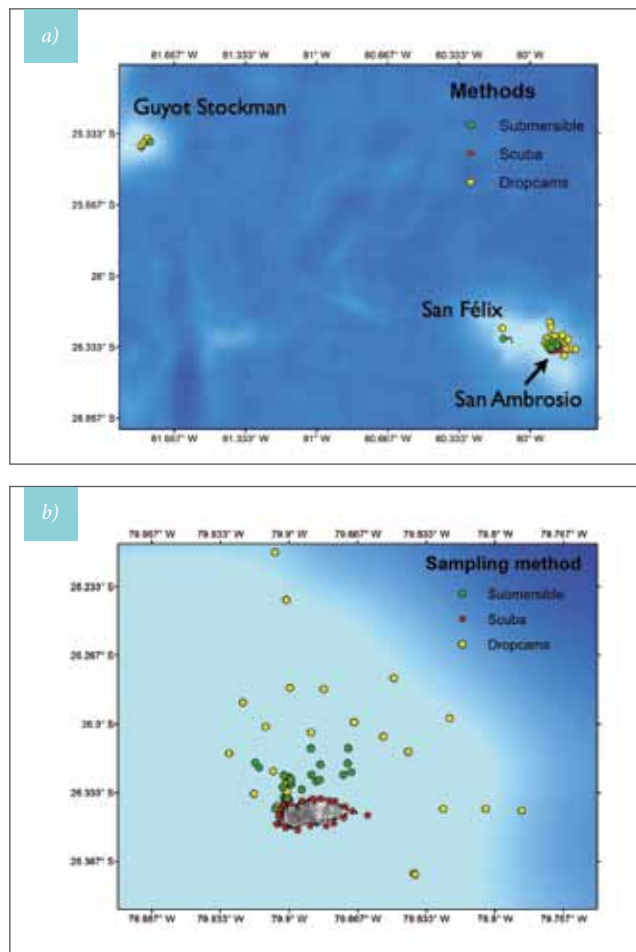 a)
81.667° W 81.333° W 81° W 80.667° W 80.333° W 80° W
Guyot Stockman
Methods
Submersible
Scuba
Dropcams
25.333° S
25.667° S
26° S
San Félix
26.333° S
San Ambrosio
26.667° S
81.667° W 81.333° W 81° W 80.667° W 80.333° W 80° W
b)
79.967° W 79.933° W 79.9° W 79.867° W 79.833° W 79.8° W 79.767° W
Sampling method
26.233° S
Submersible
Scuba
Dropcams
26.267° S
26.3° S
26.333° S
26.367° S
79.967° W 79.933° W 79.9° W 79.867° W 79.833° W 79.8° W 79.767° W